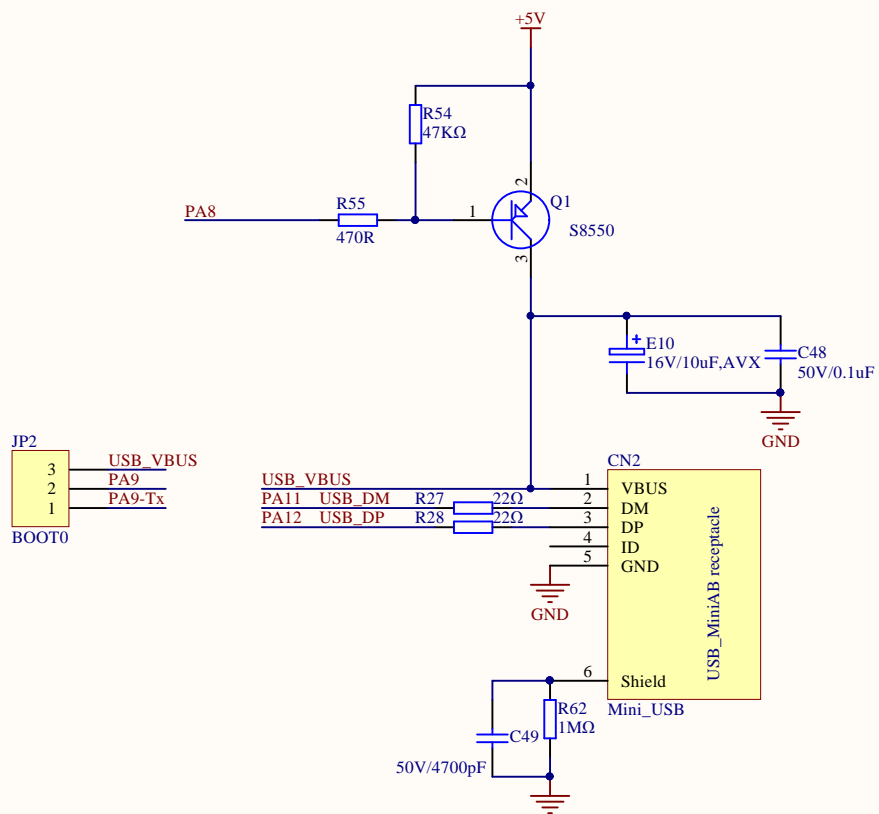 +5V
R54
47KΩ
2
Q1
PA8
R55
1
470R
S8550
3
+
E10
16V/10uF,AVX
C48
50V/0.1uF
GND
JP2
3
USB_VBUS
2
PA9
1
PA9-Tx
BOOT0
CN2
USB_VBUS
1
VBUS
PA11 USB_DM R27 22Ω
2
DM
PA12 USB_DP R28 22Ω
3
DP
4
ID
5
GND
GND
USB_MiniAB receptacle
6
Shield
Mini_USB
R62
1MΩ
C49
50V/4700pF